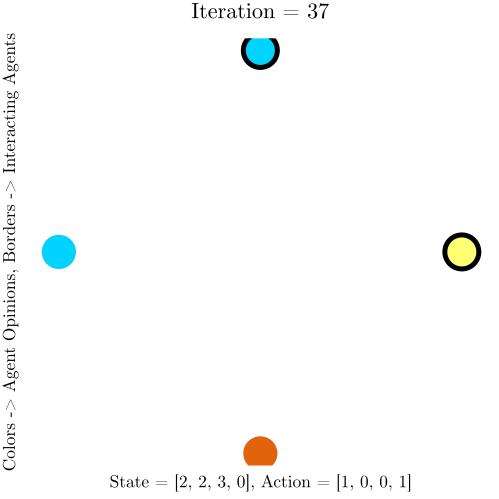 Iteration = 37
Colors -> Agent Opinions, Borders -> Interacting Agents
State = [2, 2, 3, 0], Action = [1, 0, 0, 1]